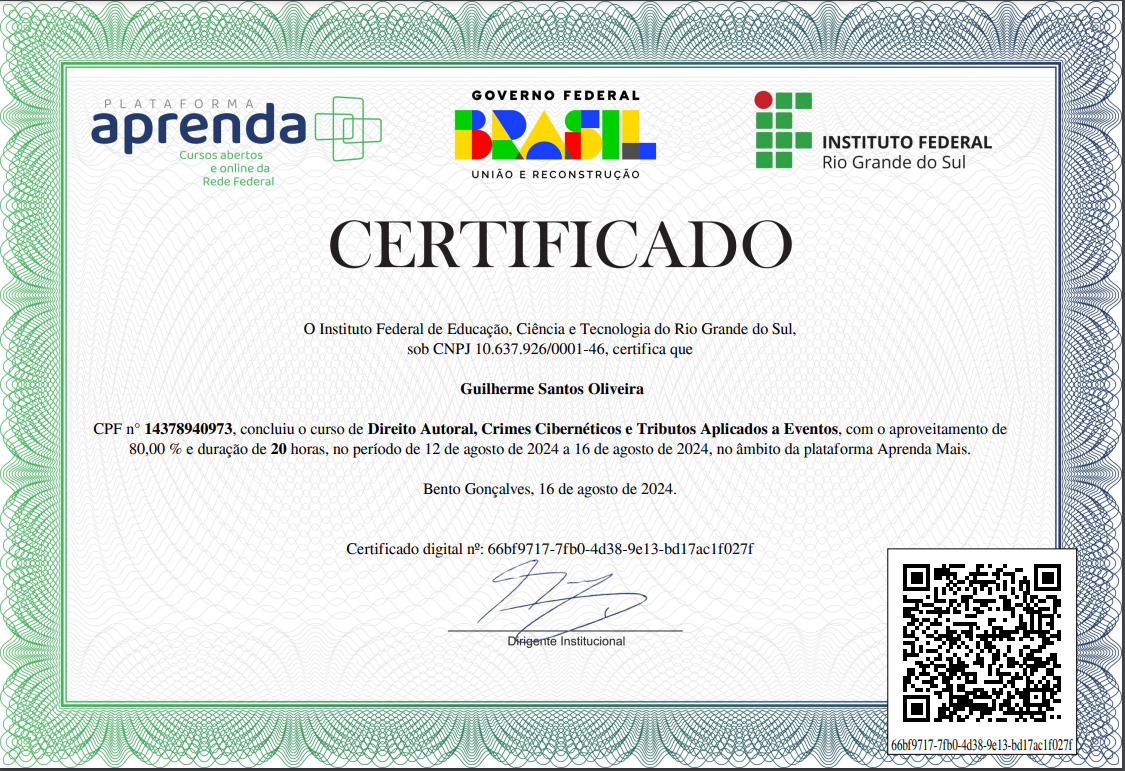 PLATAFORMA
aprenda
Cursos abertos
e online da
Rede Federal
GOVERNO FEDERAL
BRASIL
UNIÃO E RECONSTRUÇÃO
INSTITUTO FEDERAL
Rio Grande do Sul
CERTIFICADO
O Instituto Federal de Educação, Ciência e Tecnologia do Rio Grande do Sul,
sob CNPJ 10.637.926/0001-46, certifica que
Guilherme Santos Oliveira
CPF n° 14378940973, concluiu o curso de Direito Autoral, Crimes Cibernéticos e Tributos Aplicados a Eventos, com o aproveitamento de
80,00 % e duração de 20 horas, no período de 12 de agosto de 2024 a 16 de agosto de 2024, no âmbito da plataforma Aprenda Mais.
Bento Gonçalves, 16 de agosto de 2024.
Certificado digital nº: 66bf9717-7fb0-4d38-9e13-bd17ac1f027f
Dirigente Institucional
66bf9717-7fb0-4d38-9e13-bd17ac1f027f